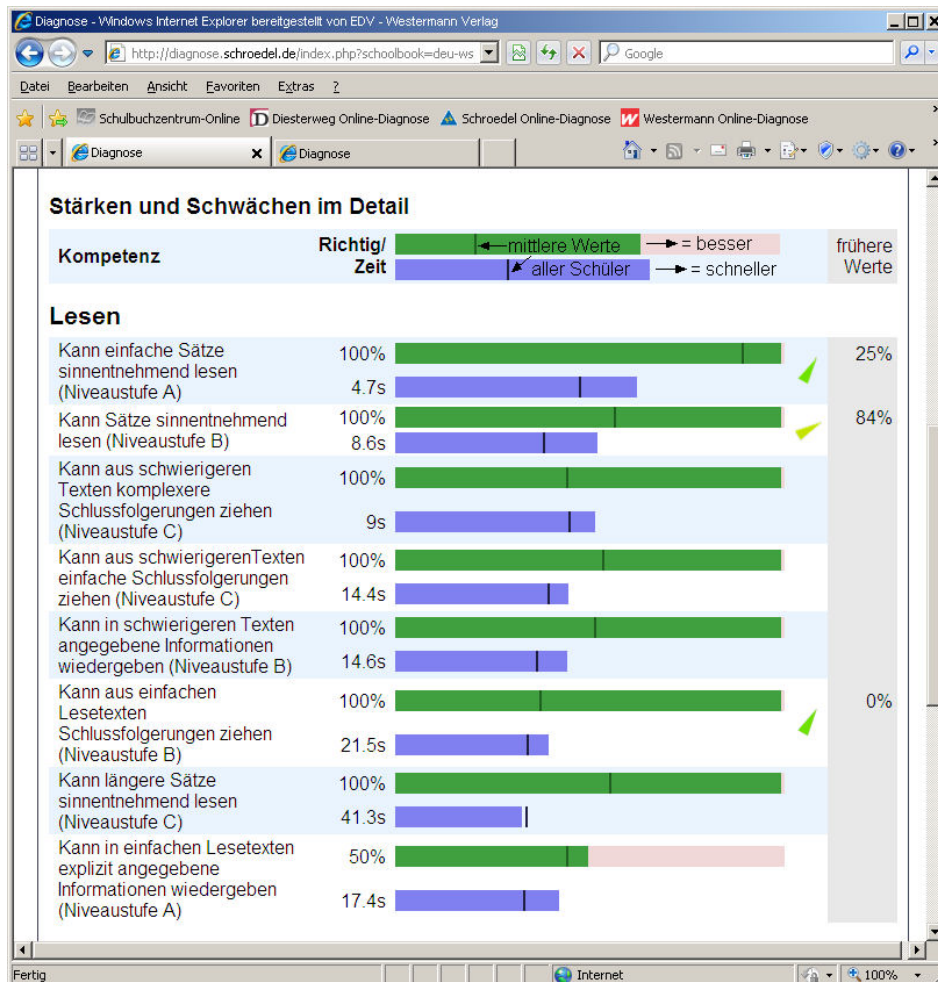 Diagnose - Windows Internet Explorer bereitgestellt von EDV - Westermann Verlag
http://diagnose.schroedel.de/index.php?schoolbook=deu-ws
Google
Datei Bearbeiten Ansicht Favoriten Extras ?
Schulbuchzentrum-Online Diesterweg Online-Diagnose Schroedel Online-Diagnose Westermann Online-Diagnose
Diagnose Diagnose
Stärken und Schwächen im Detail
Kompetenz
Richtig/
Zeit
mittlere Werte = besser
aller Schüler = schneller
frühere
Werte
Lesen
Kann einfache Sätze
sinnentnehmend lesen
(Niveaustufe A)
100%
4.7s
25%
Kann Sätze sinnentnehmend
lesen (Niveaustufe B)
100%
8.6s
84%
Kann aus schwierigeren
Texten komplexere
Schlussfolgerungen ziehen
(Niveaustufe C)
100%
9s
Kann aus schwierigerenTexten
einfache Schlussfolgerungen
ziehen (Niveaustufe C)
100%
14.4s
Kann in schwierigeren Texten
angegebene Informationen
wiedergeben (Niveaustufe B)
100%
14.6s
Kann aus einfachen
Lesetexten
Schlussfolgerungen ziehen
(Niveaustufe B)
100%
21.5s
0%
Kann längere Sätze
sinnentnehmend lesen
(Niveaustufe C)
100%
41.3s
Kann in einfachen Lesetexten
explizit angegebene
Informationen wiedergeben
(Niveaustufe A)
50%
17.4s
Fertig Internet 100%